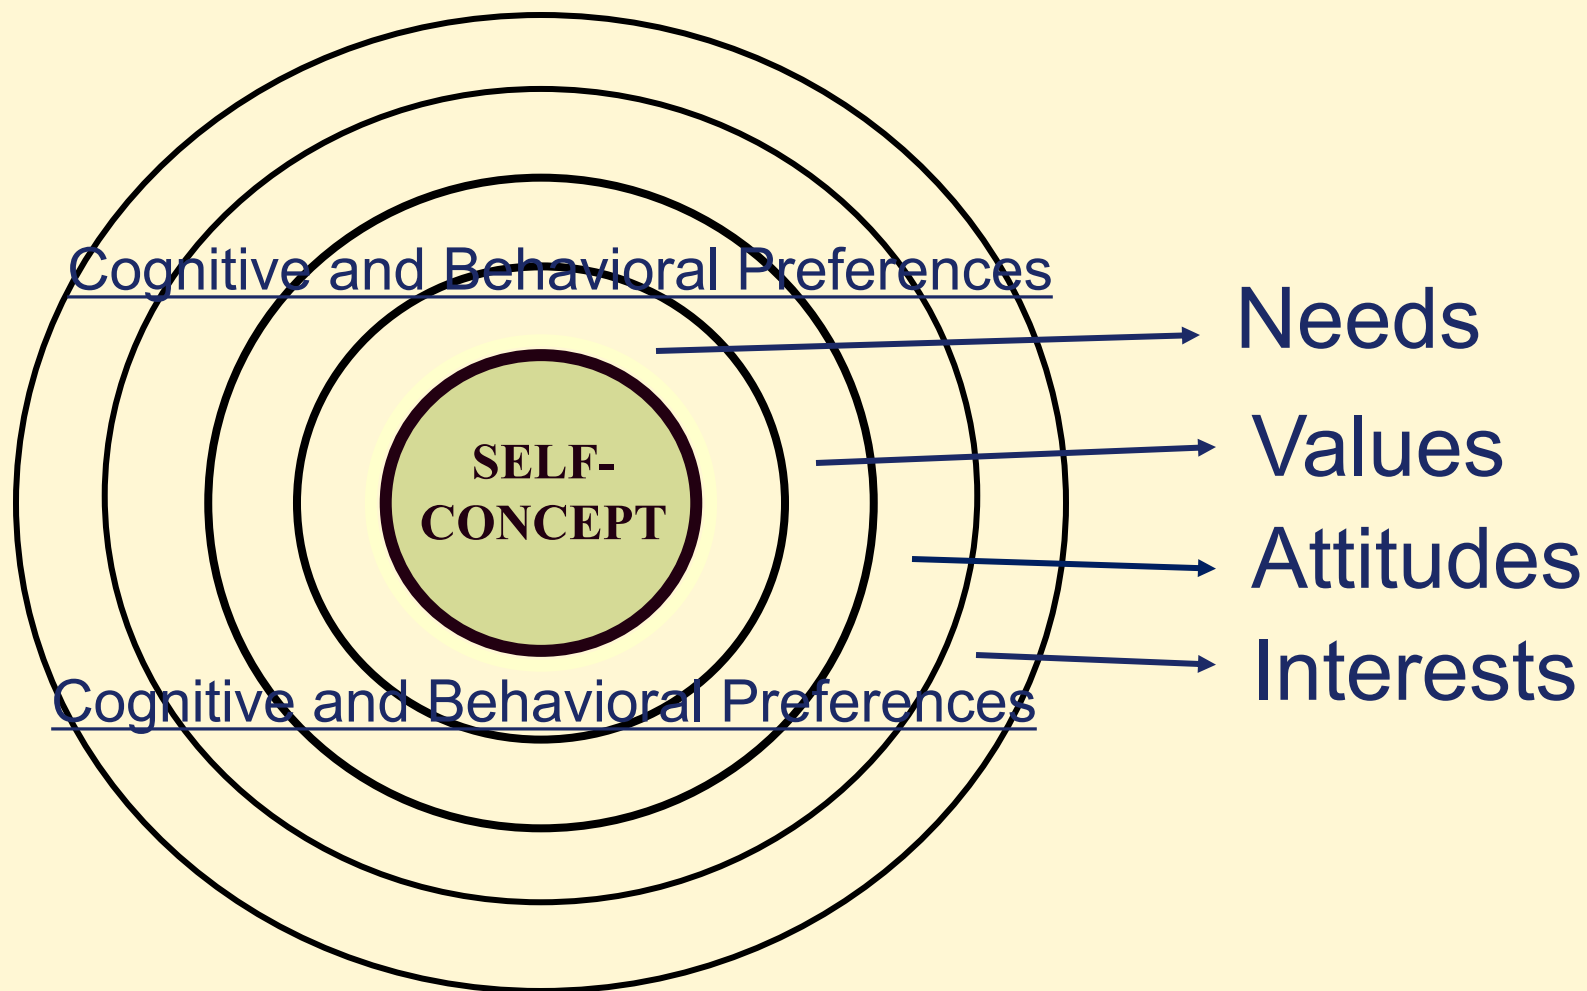 Cognitive and Behavioral Preferences
Needs
Values
SELF-
CONCEPT
Attitudes
Interests
Cognitive and Behavioral Preferences